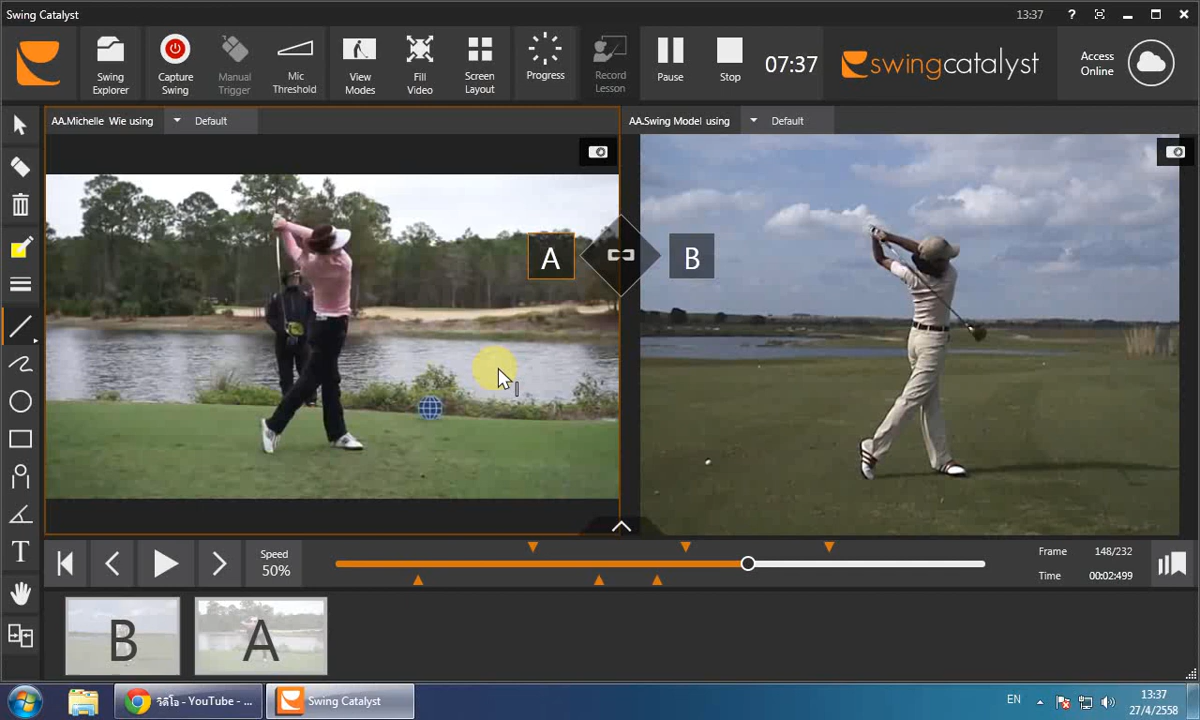 Swing Catalyst
13:37
?
Swing Explorer
Capture Swing
Manual Trigger
Mic Threshold
View Modes
Fill Video
Screen Layout
Progress
Record Lesson
Pause
Stop
07:37
swingcatalyst
Access Online
AA.Michelle Wie using
Default
AA.Swing Model using
Default
A
B
T
Speed
50%
Frame 148/232
Time 00:02:499
B
A
วิดีโอ - YouTube - ...
Swing Catalyst
EN
13:37
27/4/2558